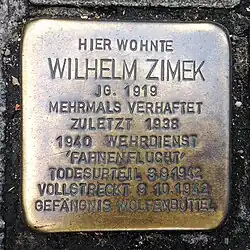 HIER WOHNTE
WILHELM ZIMEK
JG. 1919
MEHRMALS VERHAFTET
ZULETZT 1938
1940 WEHRDIENST
'FAHNENFLUCHT'
TODESURTEIL 8.9.1942
VOLLSTRECKT 9.10.1942
GEFÄNGNIS WOLFENBÜTTEL